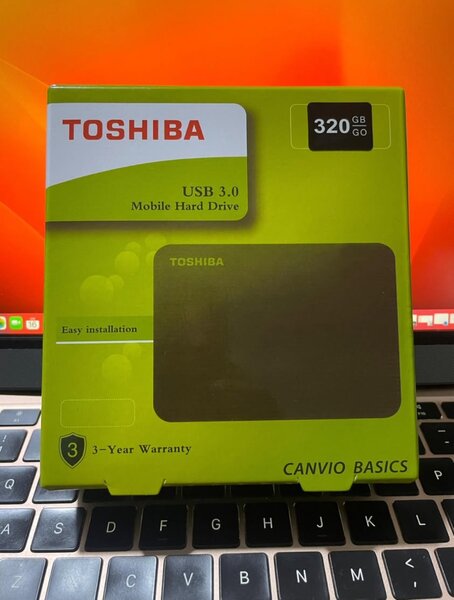 TOSHIBA
320 GB
GO
USB 3.0
Mobile Hard Drive
TOSHIBA
Easy installation
3
3-Year Warranty
CANVIO BASICS
16
Q
P
A S D F G H J K L
Z X C V B N M